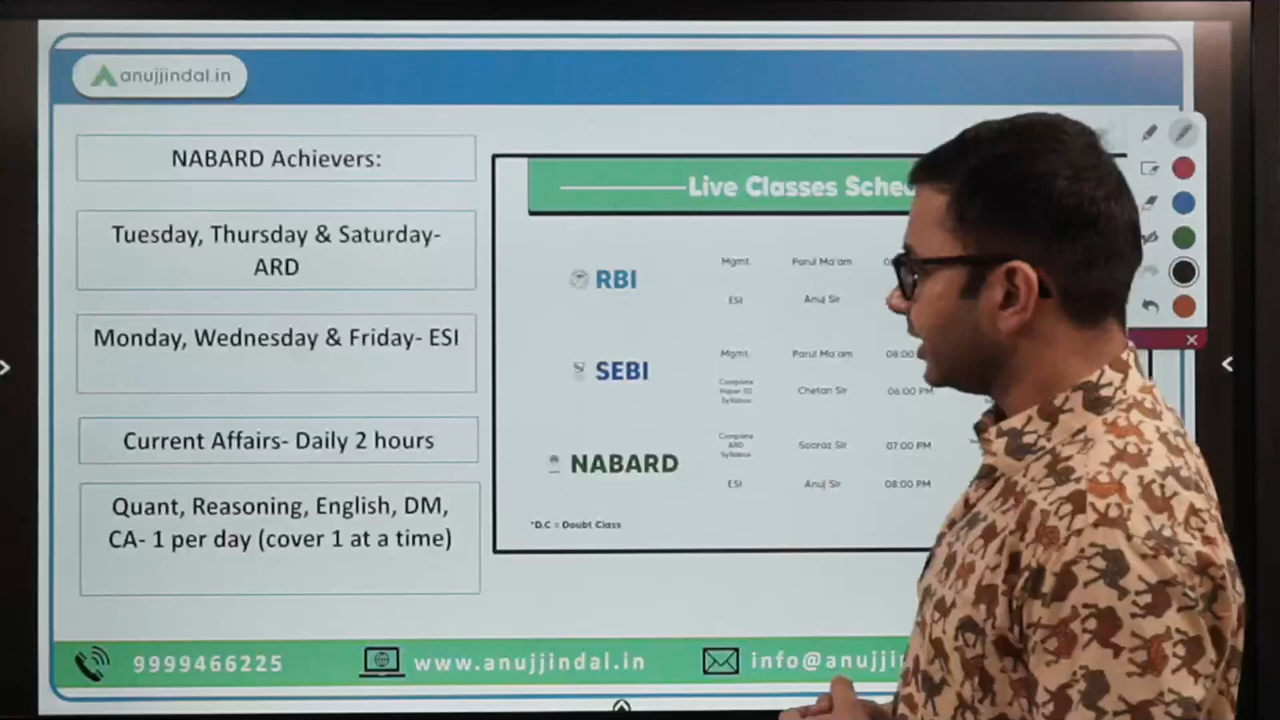 anujjindal.in
NABARD Achievers:
Tuesday, Thursday & Saturday-
ARD
Monday, Wednesday & Friday- ESI
Current Affairs- Daily 2 hours
Quant, Reasoning, English, DM,
CA- 1 per day (cover 1 at a time)
Live Classes Sche
RBI
Mgmt. Parul Ma'am
ESI Anuj Sir
SEBI
Mgmt. Parul Ma'am 08:00
Complete
Paper 02
Syllabus
Chetan Sir 06:00 PM
NABARD
Complete
ARD
Syllabus
Sooraz Sir 07:00 PM
ESI Anuj Sir 08:00 PM
*D.C = Doubt Class
9999466225
www.anujjindal.in
info@anujji